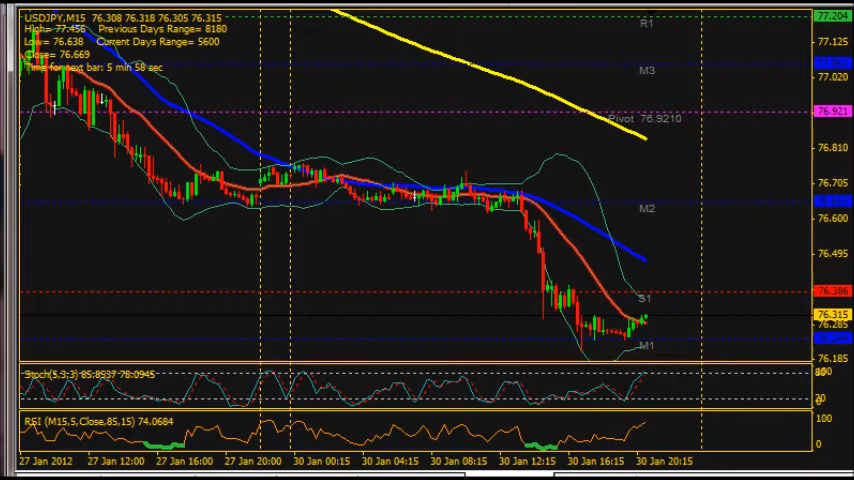 USDJPY,M15 76.308 76.318 76.305 76.315
High= 77.456 Previous Days Range= 8180
Low= 76.638 Current Days Range= 5600
Close= 76.669
Time for next bar: 5 min 58 sec
R1
M3
Pivot 76.9210
M2
S1
M1
77.204
77.125
77.020
76.921
76.810
76.705
76.600
76.495
76.386
76.315
76.285
76.185
Stoch(5,3,3) 85.8537 78.0945
100
20
0
RSI (M15,5,Close,85,15) 74.0684
100
0
27 Jan 2012 27 Jan 12:00 27 Jan 16:00 27 Jan 20:00 30 Jan 00:15 30 Jan 04:15 30 Jan 08:15 30 Jan 12:15 30 Jan 16:15 30 Jan 20:15